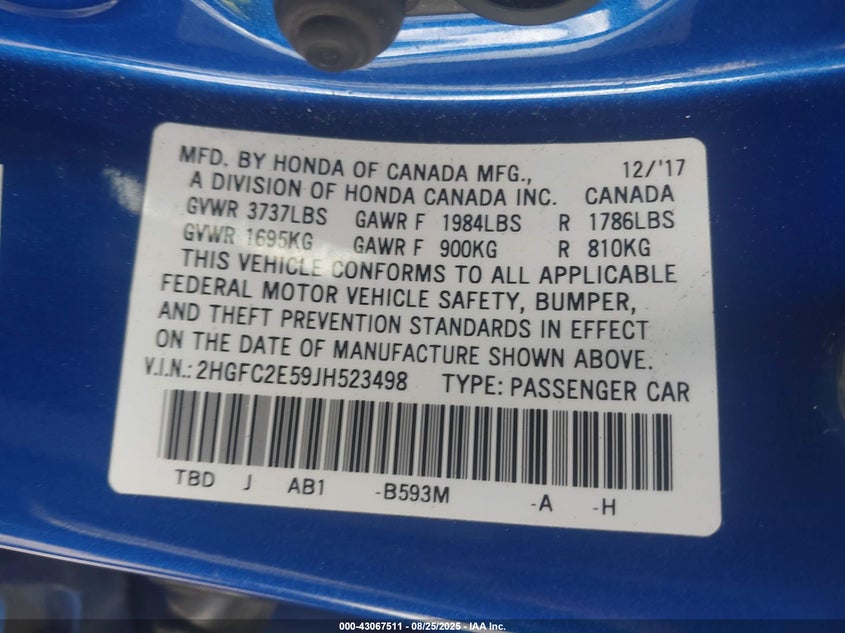 MFD. BY HONDA OF CANADA MFG., 12/'17
A DIVISION OF HONDA CANADA INC. CANADA
GVWR 3737LBS GAWR F 1984LBS R 1786LBS
GVWR 1695KG GAWR F 900KG R 810KG
THIS VEHICLE CONFORMS TO ALL APPLICABLE
FEDERAL MOTOR VEHICLE SAFETY, BUMPER,
AND THEFT PREVENTION STANDARDS IN EFFECT
ON THE DATE OF MANUFACTURE SHOWN ABOVE.
V.I.N.: 2HGFC2E59JH523498 TYPE: PASSENGER CAR
TBD J AB1 -B593M -A -H
000-43067511 - 08/25/2025 - IAA Inc.